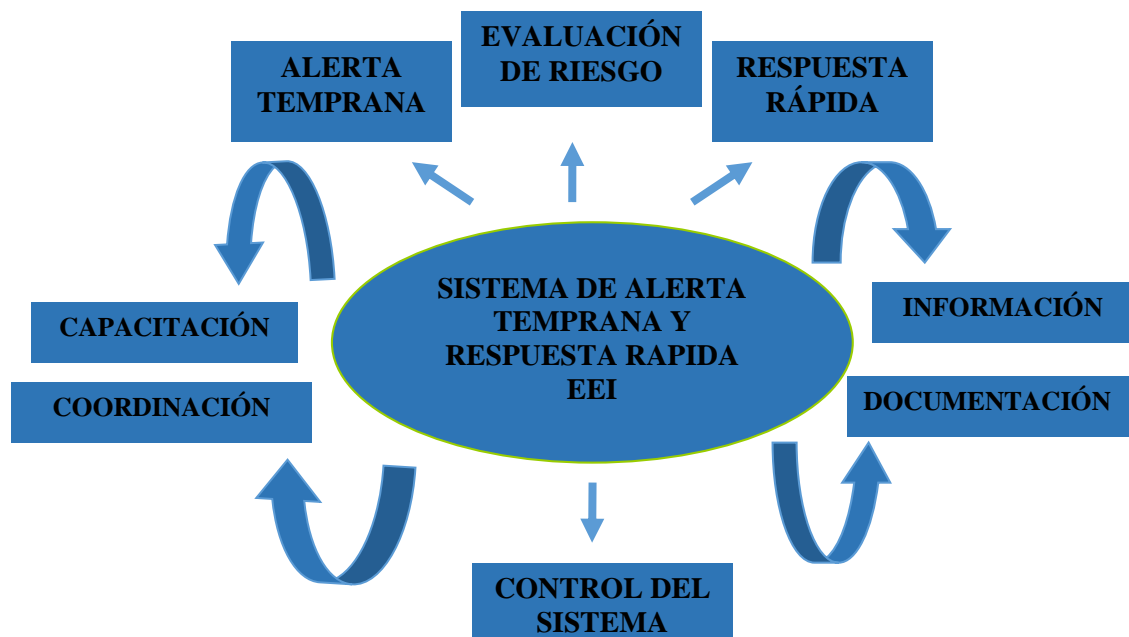 EVALUACIÓN
DE RIESGO
ALERTA
TEMPRANA
RESPUESTA
RÁPIDA
SISTEMA DE ALERTA
TEMPRANA Y
RESPUESTA RAPIDA
EEI
CAPACITACIÓN
INFORMACIÓN
COORDINACIÓN
DOCUMENTACIÓN
CONTROL DEL
SISTEMA